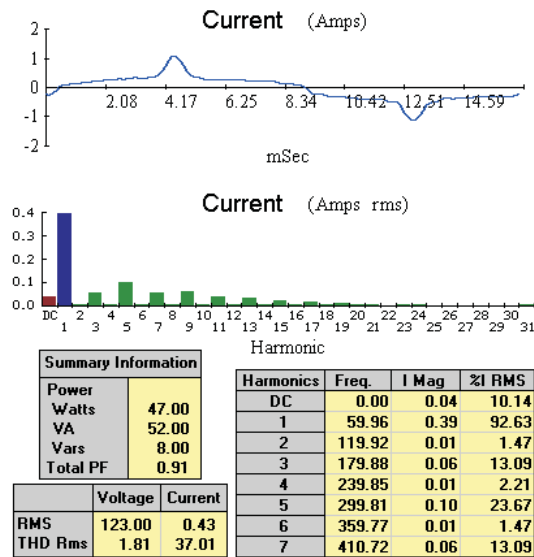 Current (Amps)
2
1
0
-1
-2
2.08 4.17 6.25 8.34 10.42 12.51 14.59
mSec
Current (Amps rms)
0.4
0.3
0.2
0.1
0.0
DC 2 4 6 8 10 12 14 16 18 20 22 24 26 28 30
1 3 5 7 9 11 13 15 17 19 21 23 25 27 29 31
Harmonic
Summary Information
Power
Watts 47.00
VA 52.00
Vars 8.00
Total PF 0.91
Voltage Current
RMS 123.00 0.43
THD Rms 1.81 37.01
Harmonics Freq. I Mag %I RMS
DC 0.00 0.04 10.14
1 59.96 0.39 92.63
2 119.92 0.01 1.47
3 179.88 0.06 13.09
4 239.85 0.01 2.21
5 299.81 0.10 23.67
6 359.77 0.01 1.47
7 410.72 0.06 13.09